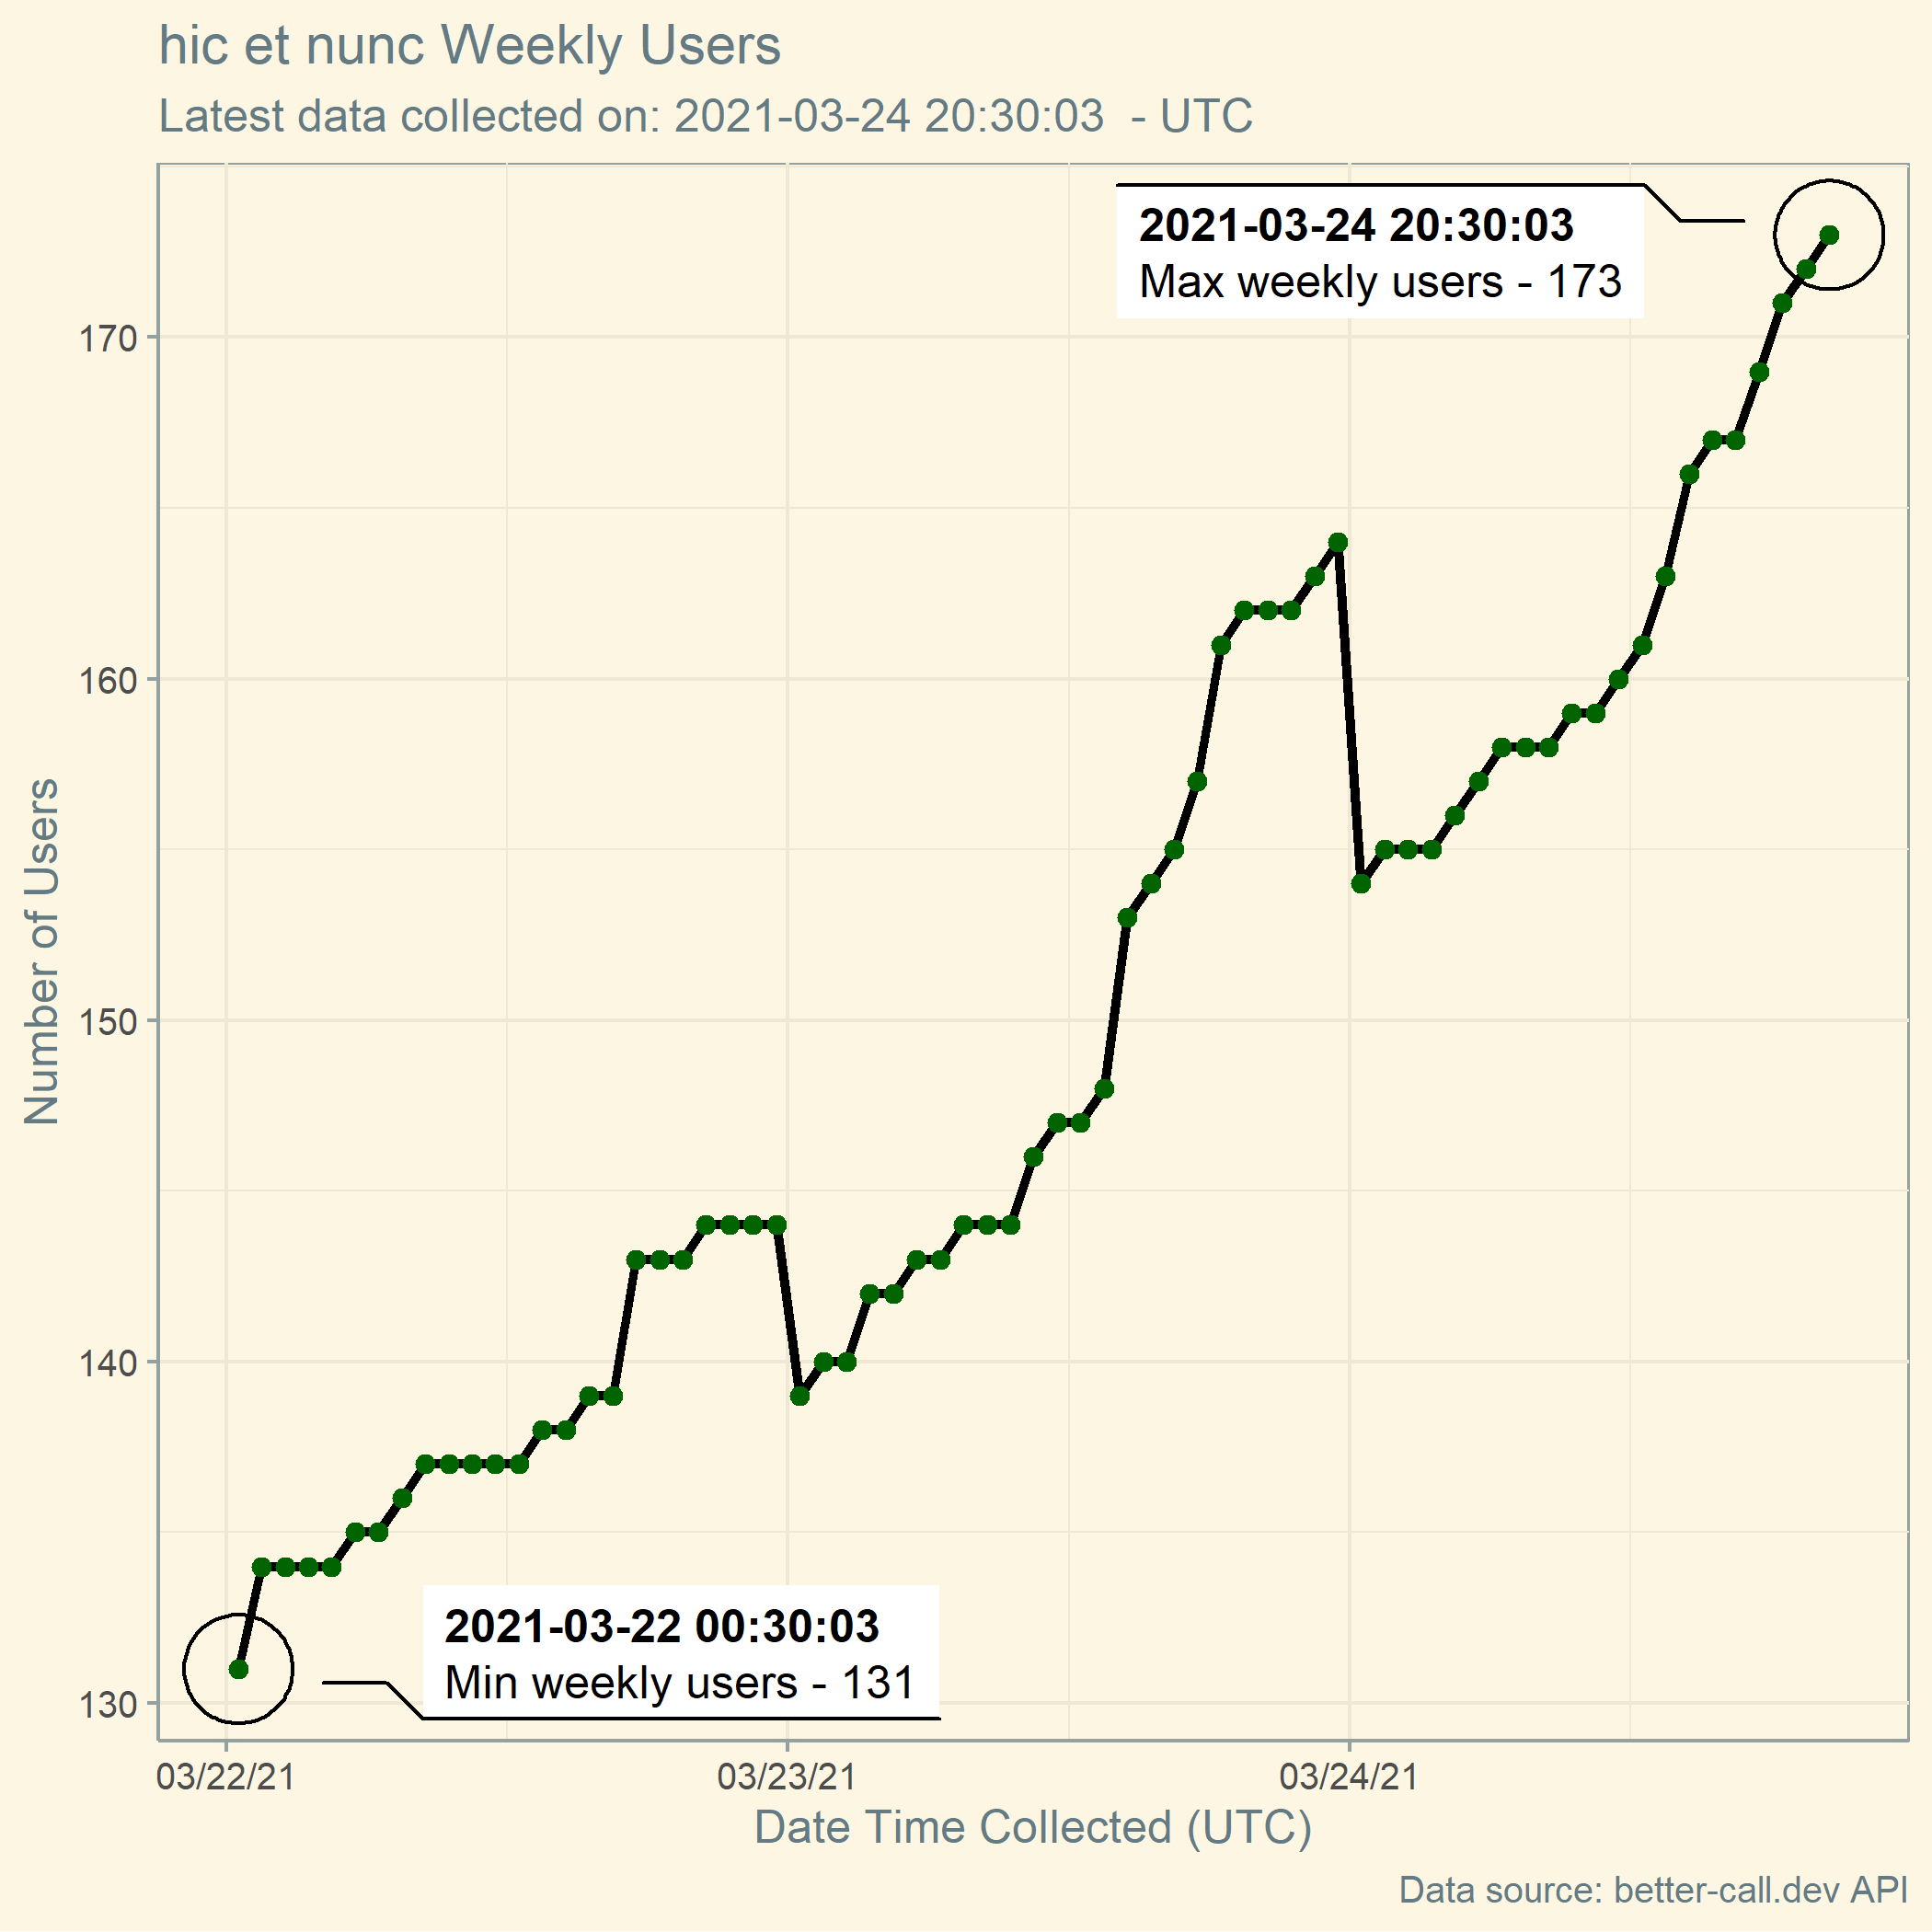 hic et nunc Weekly Users
Latest data collected on: 2021-03-24 20:30:03  - UTC
2021-03-24 20:30:03
Max weekly users - 173
170
160
150
140
130
Number of Users
2021-03-22 00:30:03
Min weekly users - 131
03/22/21 03/23/21 03/24/21
Date Time Collected (UTC)
Data source: better-call.dev API